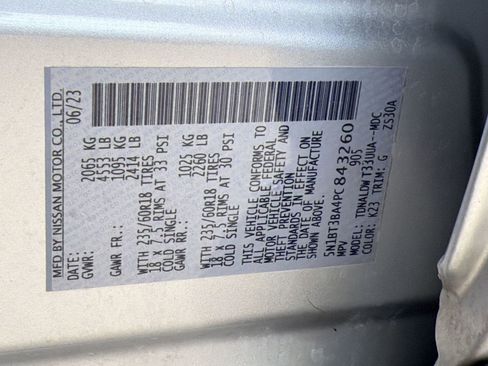 MFD BY NISSAN MOTOR CO., LTD.
DATE: 06/23
GVWR: 2065 KG
4553 LB
GAWR FR.: 1095 KG
2414 LB
WITH 235/60R18 TIRES
18 X 7.5 RIMS AT 33 PSI
COLD SINGLE
GAWR RR.: 1025 KG
2260 LB
WITH 235/60R18 TIRES
18 X 7.5 RIMS AT 30 PSI
COLD SINGLE
THIS VEHICLE CONFORMS TO
ALL APPLICABLE FEDERAL
MOTOR VEHICLE SAFETY AND
THEFT PREVENTION
STANDARDS IN EFFECT ON
THE DATE OF MANUFACTURE
SHOWN ABOVE.
5N1BT3BA4PC843260
MPV 905
MODEL: TDNALDWT33UUA--MDC
COLOR: K23 TRIM: G
ZS30A